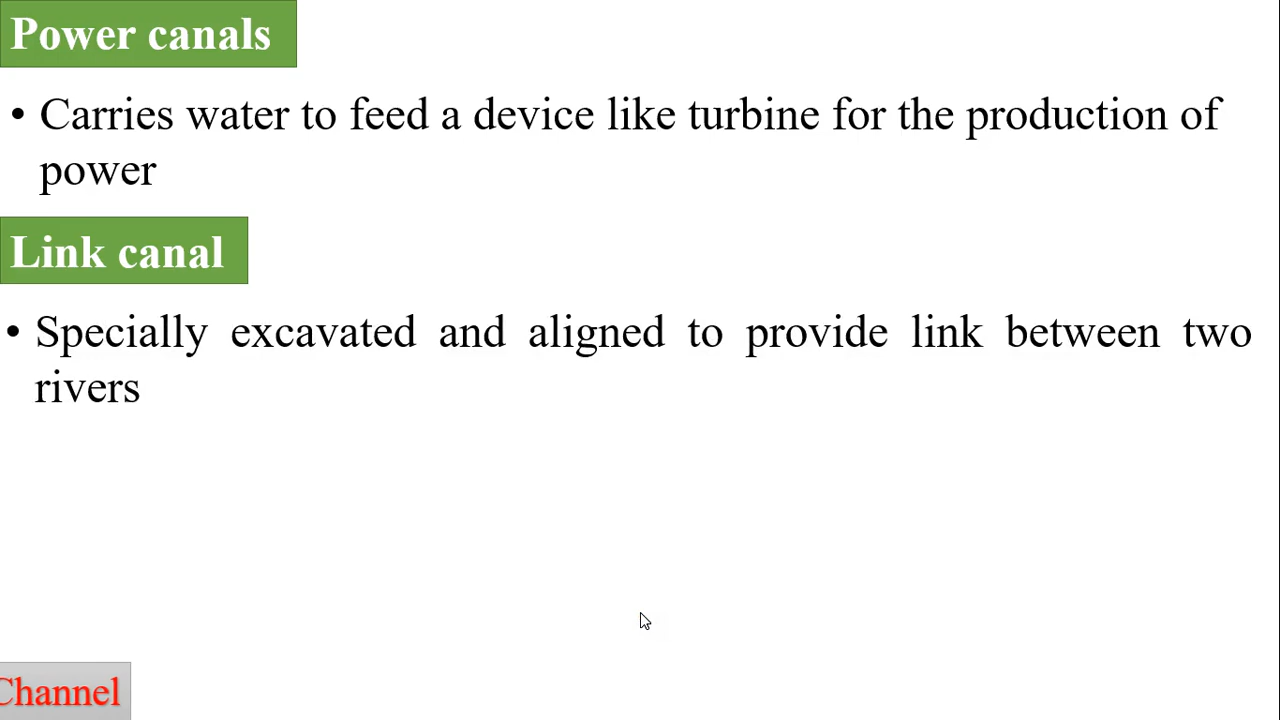 Power canals
• Carries water to feed a device like turbine for the production of
power
Link canal
• Specially excavated and aligned to provide link between two
rivers
Channel